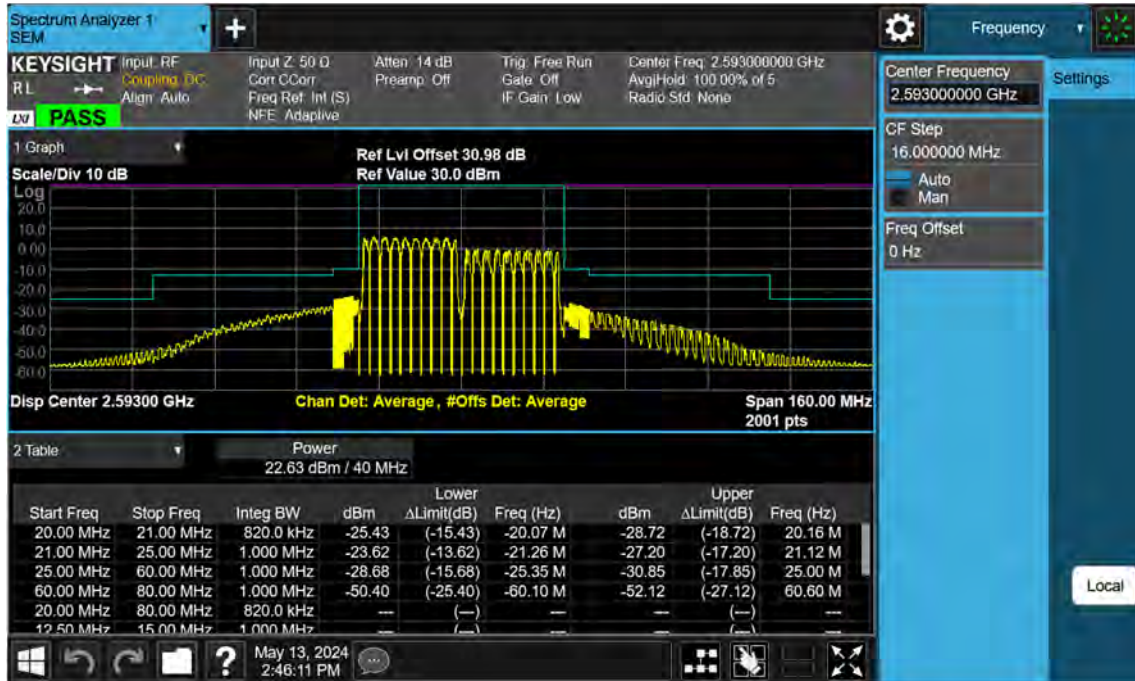 Spectrum Analyzer 1
SEM
Frequency
KEYSIGHT
RL
LXI
PASS
Input: RF
Coupling: DC
Align: Auto
Input Z: 50 Ω
Corr CCorr
Freq Ref: Int (S)
NFE: Adaptive
Atten: 14 dB
Preamp: Off
Trig: Free Run
Gate: Off
IF Gain: Low
Center Freq: 2.593000000 GHz
Avg|Hold: 100.00% of 5
Radio Std: None
Center Frequency
2.593000000 GHz
Settings
CF Step
16.000000 MHz
Auto
Man
Freq Offset
0 Hz
Local
1 Graph
Scale/Div 10 dB
Ref Lvl Offset 30.98 dB
Ref Value 30.0 dBm
Log
20.0
10.0
0.00
-10.0
-20.0
-30.0
-40.0
-50.0
-60.0
Disp Center 2.59300 GHz
Chan Det: Average, #Offs Det: Average
Span 160.00 MHz
2001 pts
2 Table
Power
22.63 dBm / 40 MHz
Lower Upper
Start Freq Stop Freq Integ BW dBm ΔLimit(dB) Freq (Hz) dBm ΔLimit(dB) Freq (Hz)
20.00 MHz 21.00 MHz 820.0 kHz -25.43 (-15.43) -20.07 M -28.72 (-18.72) 20.16 M
21.00 MHz 25.00 MHz 1.000 MHz -23.62 (-13.62) -21.26 M -27.20 (-17.20) 21.12 M
25.00 MHz 60.00 MHz 1.000 MHz -28.68 (-15.68) -25.35 M -30.85 (-17.85) 25.00 M
60.00 MHz 80.00 MHz 1.000 MHz -50.40 (-25.40) -60.10 M -52.12 (-27.12) 60.60 M
20.00 MHz 80.00 MHz 820.0 kHz --- (---) --- --- (---) ---
12.50 MHz 15.00 MHz 1.000 MHz --- (---) --- --- (---) ---
?
May 13, 2024
2:46:11 PM